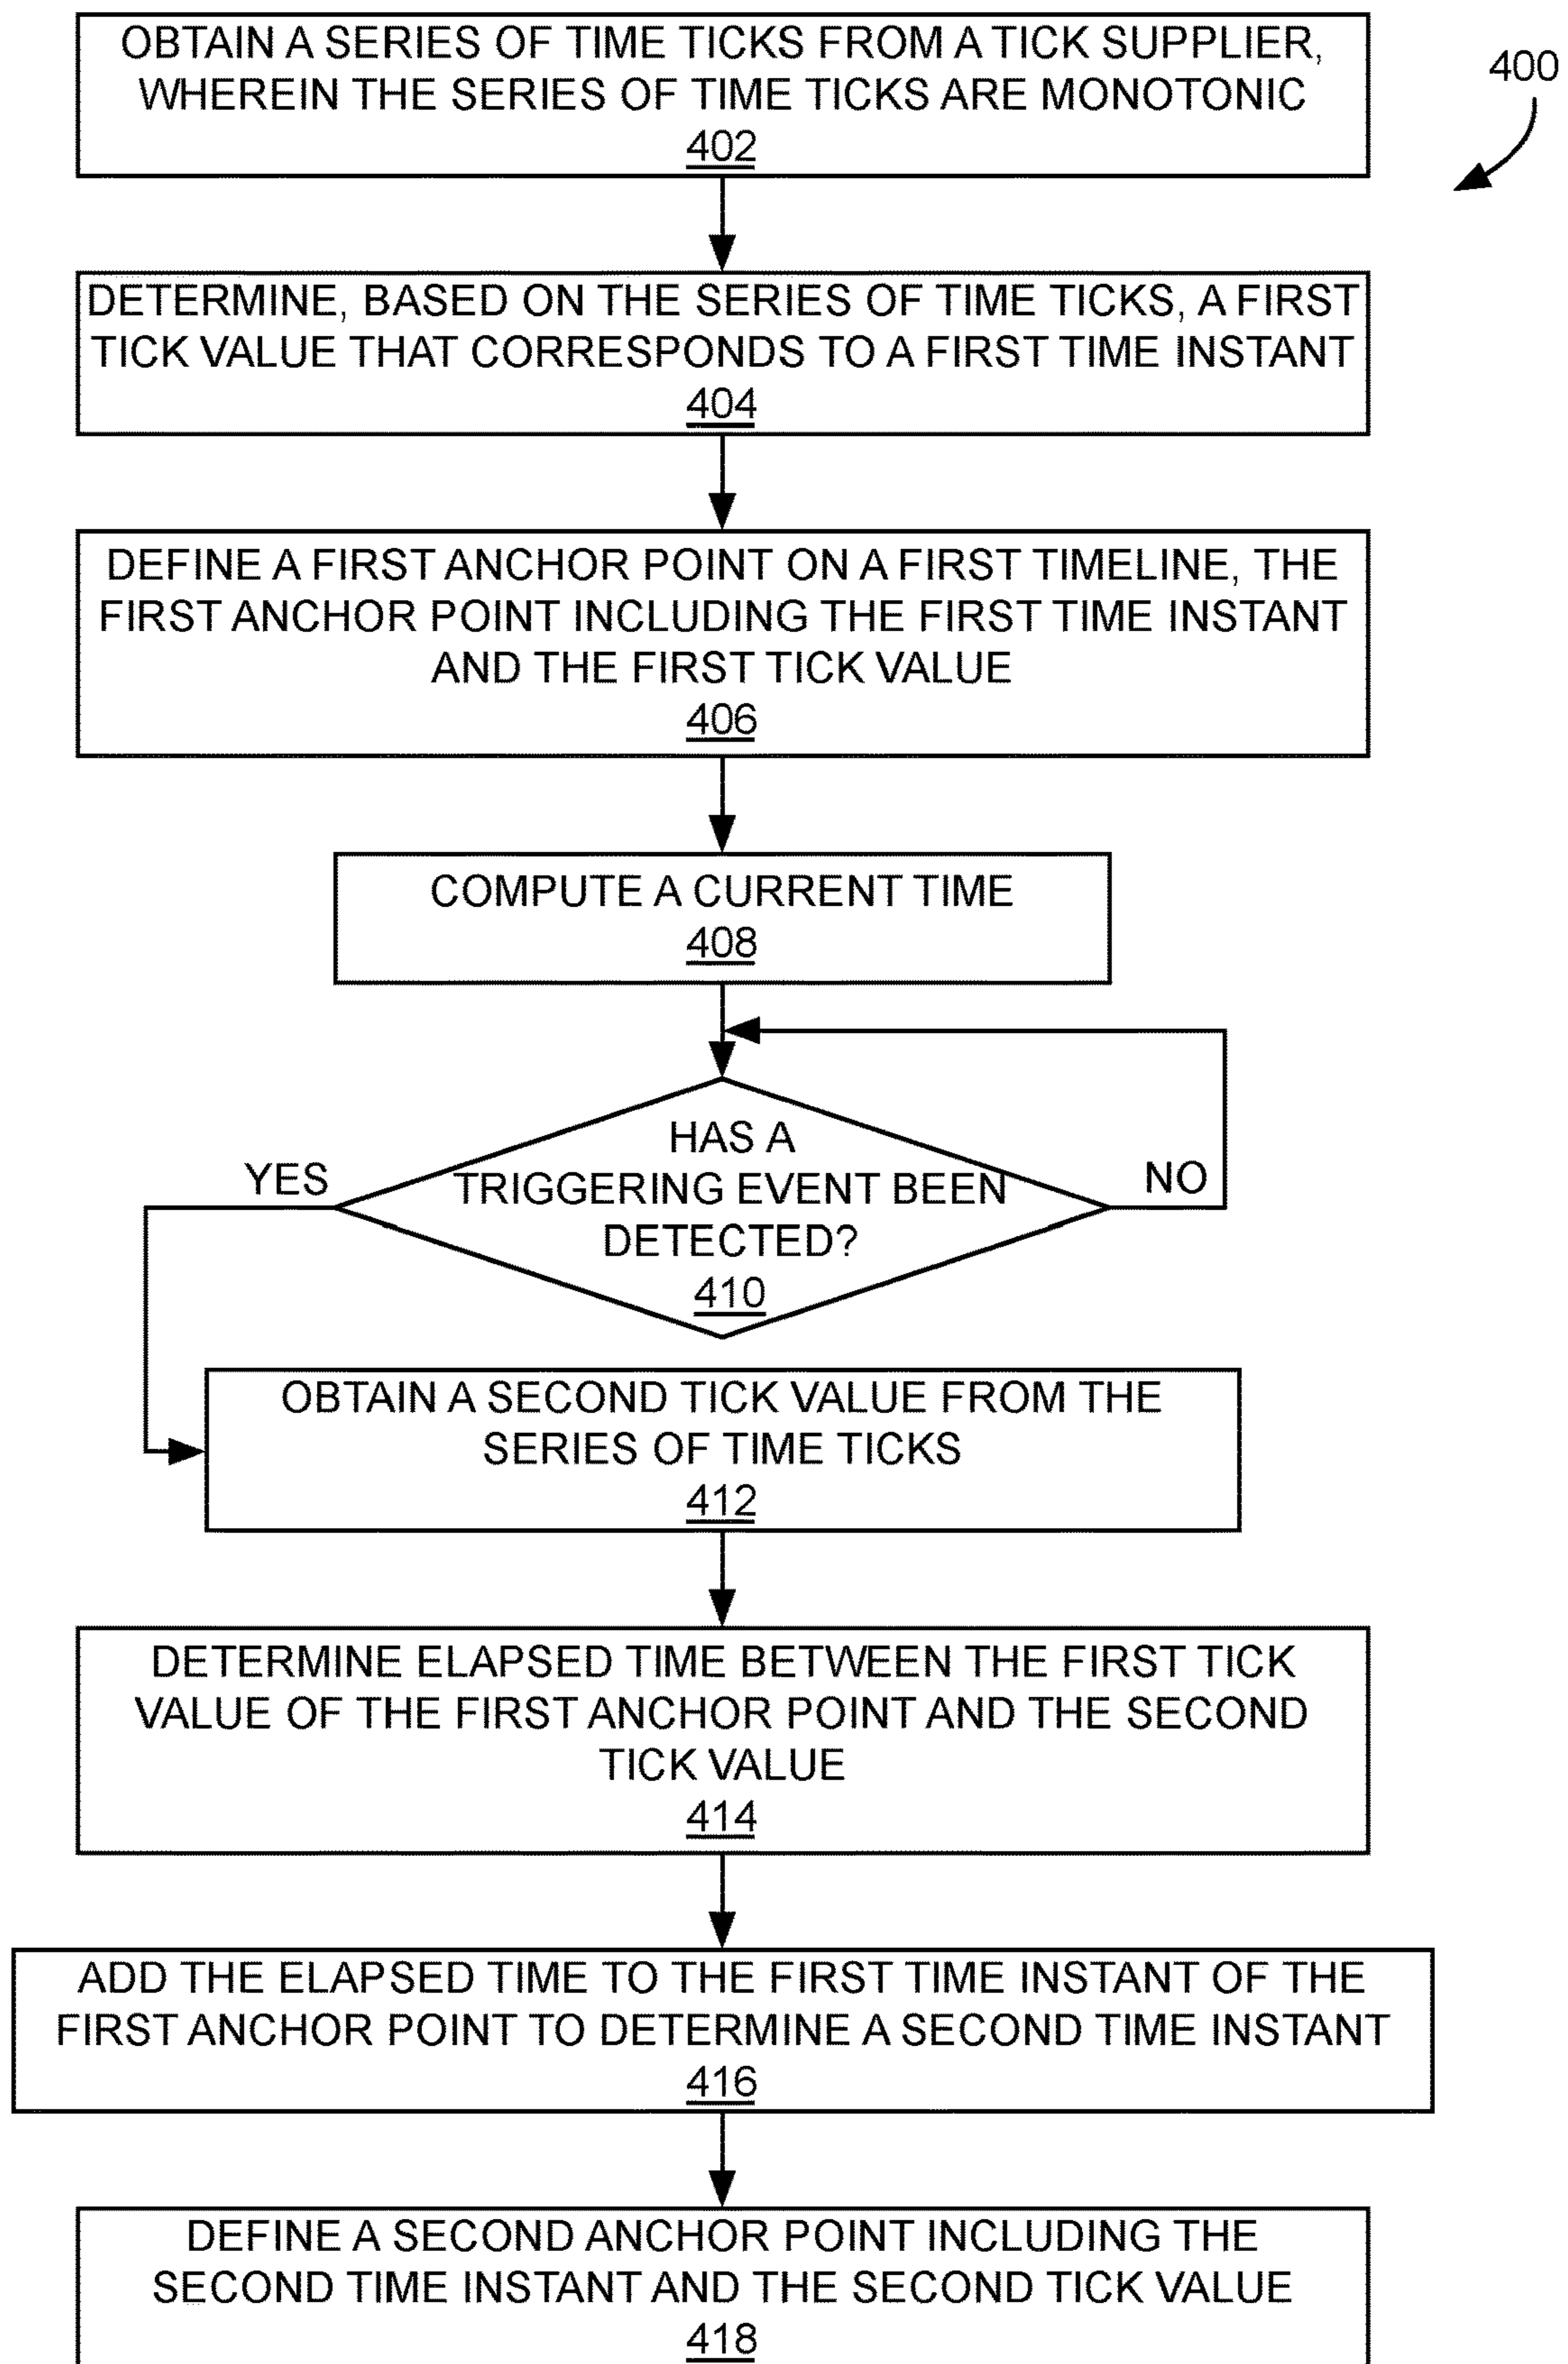 OBTAIN A SERIES OF TIME TICKS FROM A TICK SUPPLIER,
WHEREIN THE SERIES OF TIME TICKS ARE MONOTONIC
402
400
DETERMINE, BASED ON THE SERIES OF TIME TICKS, A FIRST
TICK VALUE THAT CORRESPONDS TO A FIRST TIME INSTANT
404
DEFINE A FIRST ANCHOR POINT ON A FIRST TIMELINE, THE
FIRST ANCHOR POINT INCLUDING THE FIRST TIME INSTANT
AND THE FIRST TICK VALUE
406
COMPUTE A CURRENT TIME
408
HAS A
TRIGGERING EVENT BEEN
DETECTED?
410
YES
NO
OBTAIN A SECOND TICK VALUE FROM THE
SERIES OF TIME TICKS
412
DETERMINE ELAPSED TIME BETWEEN THE FIRST TICK
VALUE OF THE FIRST ANCHOR POINT AND THE SECOND
TICK VALUE
414
ADD THE ELAPSED TIME TO THE FIRST TIME INSTANT OF THE
FIRST ANCHOR POINT TO DETERMINE A SECOND TIME INSTANT
416
DEFINE A SECOND ANCHOR POINT INCLUDING THE
SECOND TIME INSTANT AND THE SECOND TICK VALUE
418